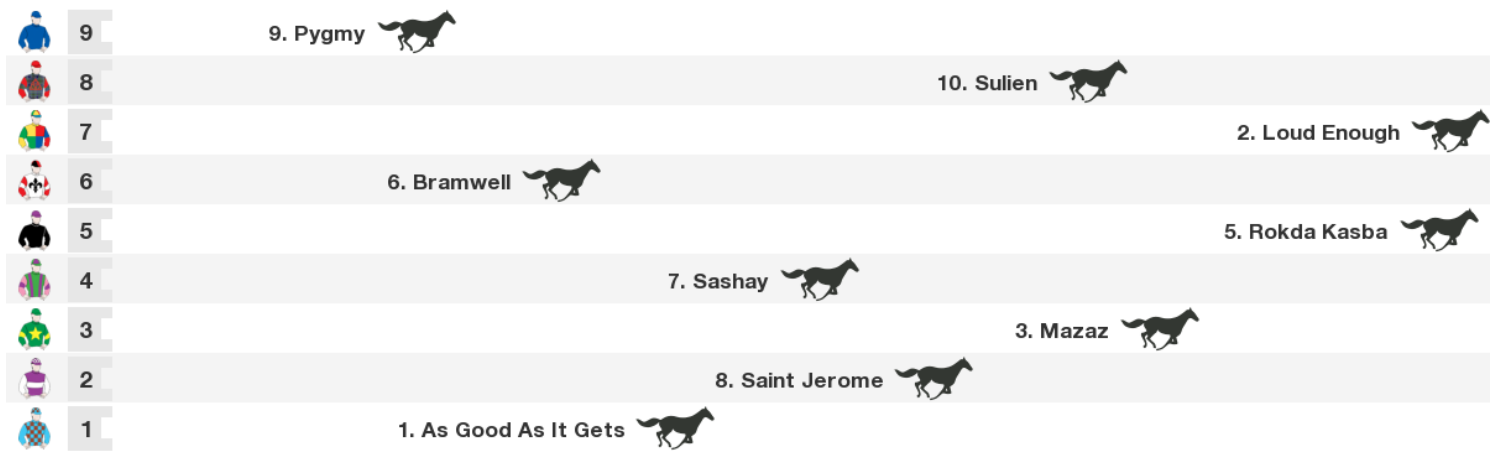 9 9. Pygmy
8 10. Sulien
7 2. Loud Enough
6 6. Bramwell
5 5. Rokda Kasba
4 7. Sashay
3 3. Mazaz
2 8. Saint Jerome
1 1. As Good As It Gets